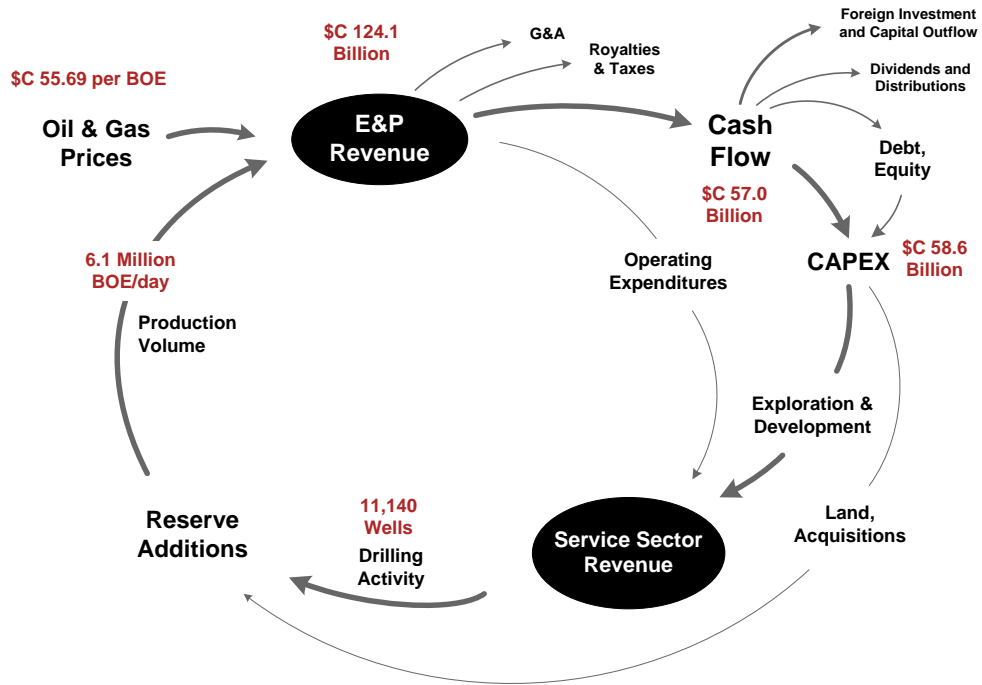 $C 124.1
Billion
G&A
Royalties
& Taxes
Foreign Investment
and Capital Outflow
Dividends and
Distributions
$C 55.69 per BOE
Oil & Gas
Prices
E&P
Revenue
Cash
Flow
$C 57.0
Billion
Debt,
Equity
CAPEX
$C 58.6
Billion
6.1 Million
BOE/day
Production
Volume
Operating
Expenditures
Exploration &
Development
Land,
Acquisitions
Service Sector
Revenue
11,140
Wells
Drilling
Activity
Reserve
Additions